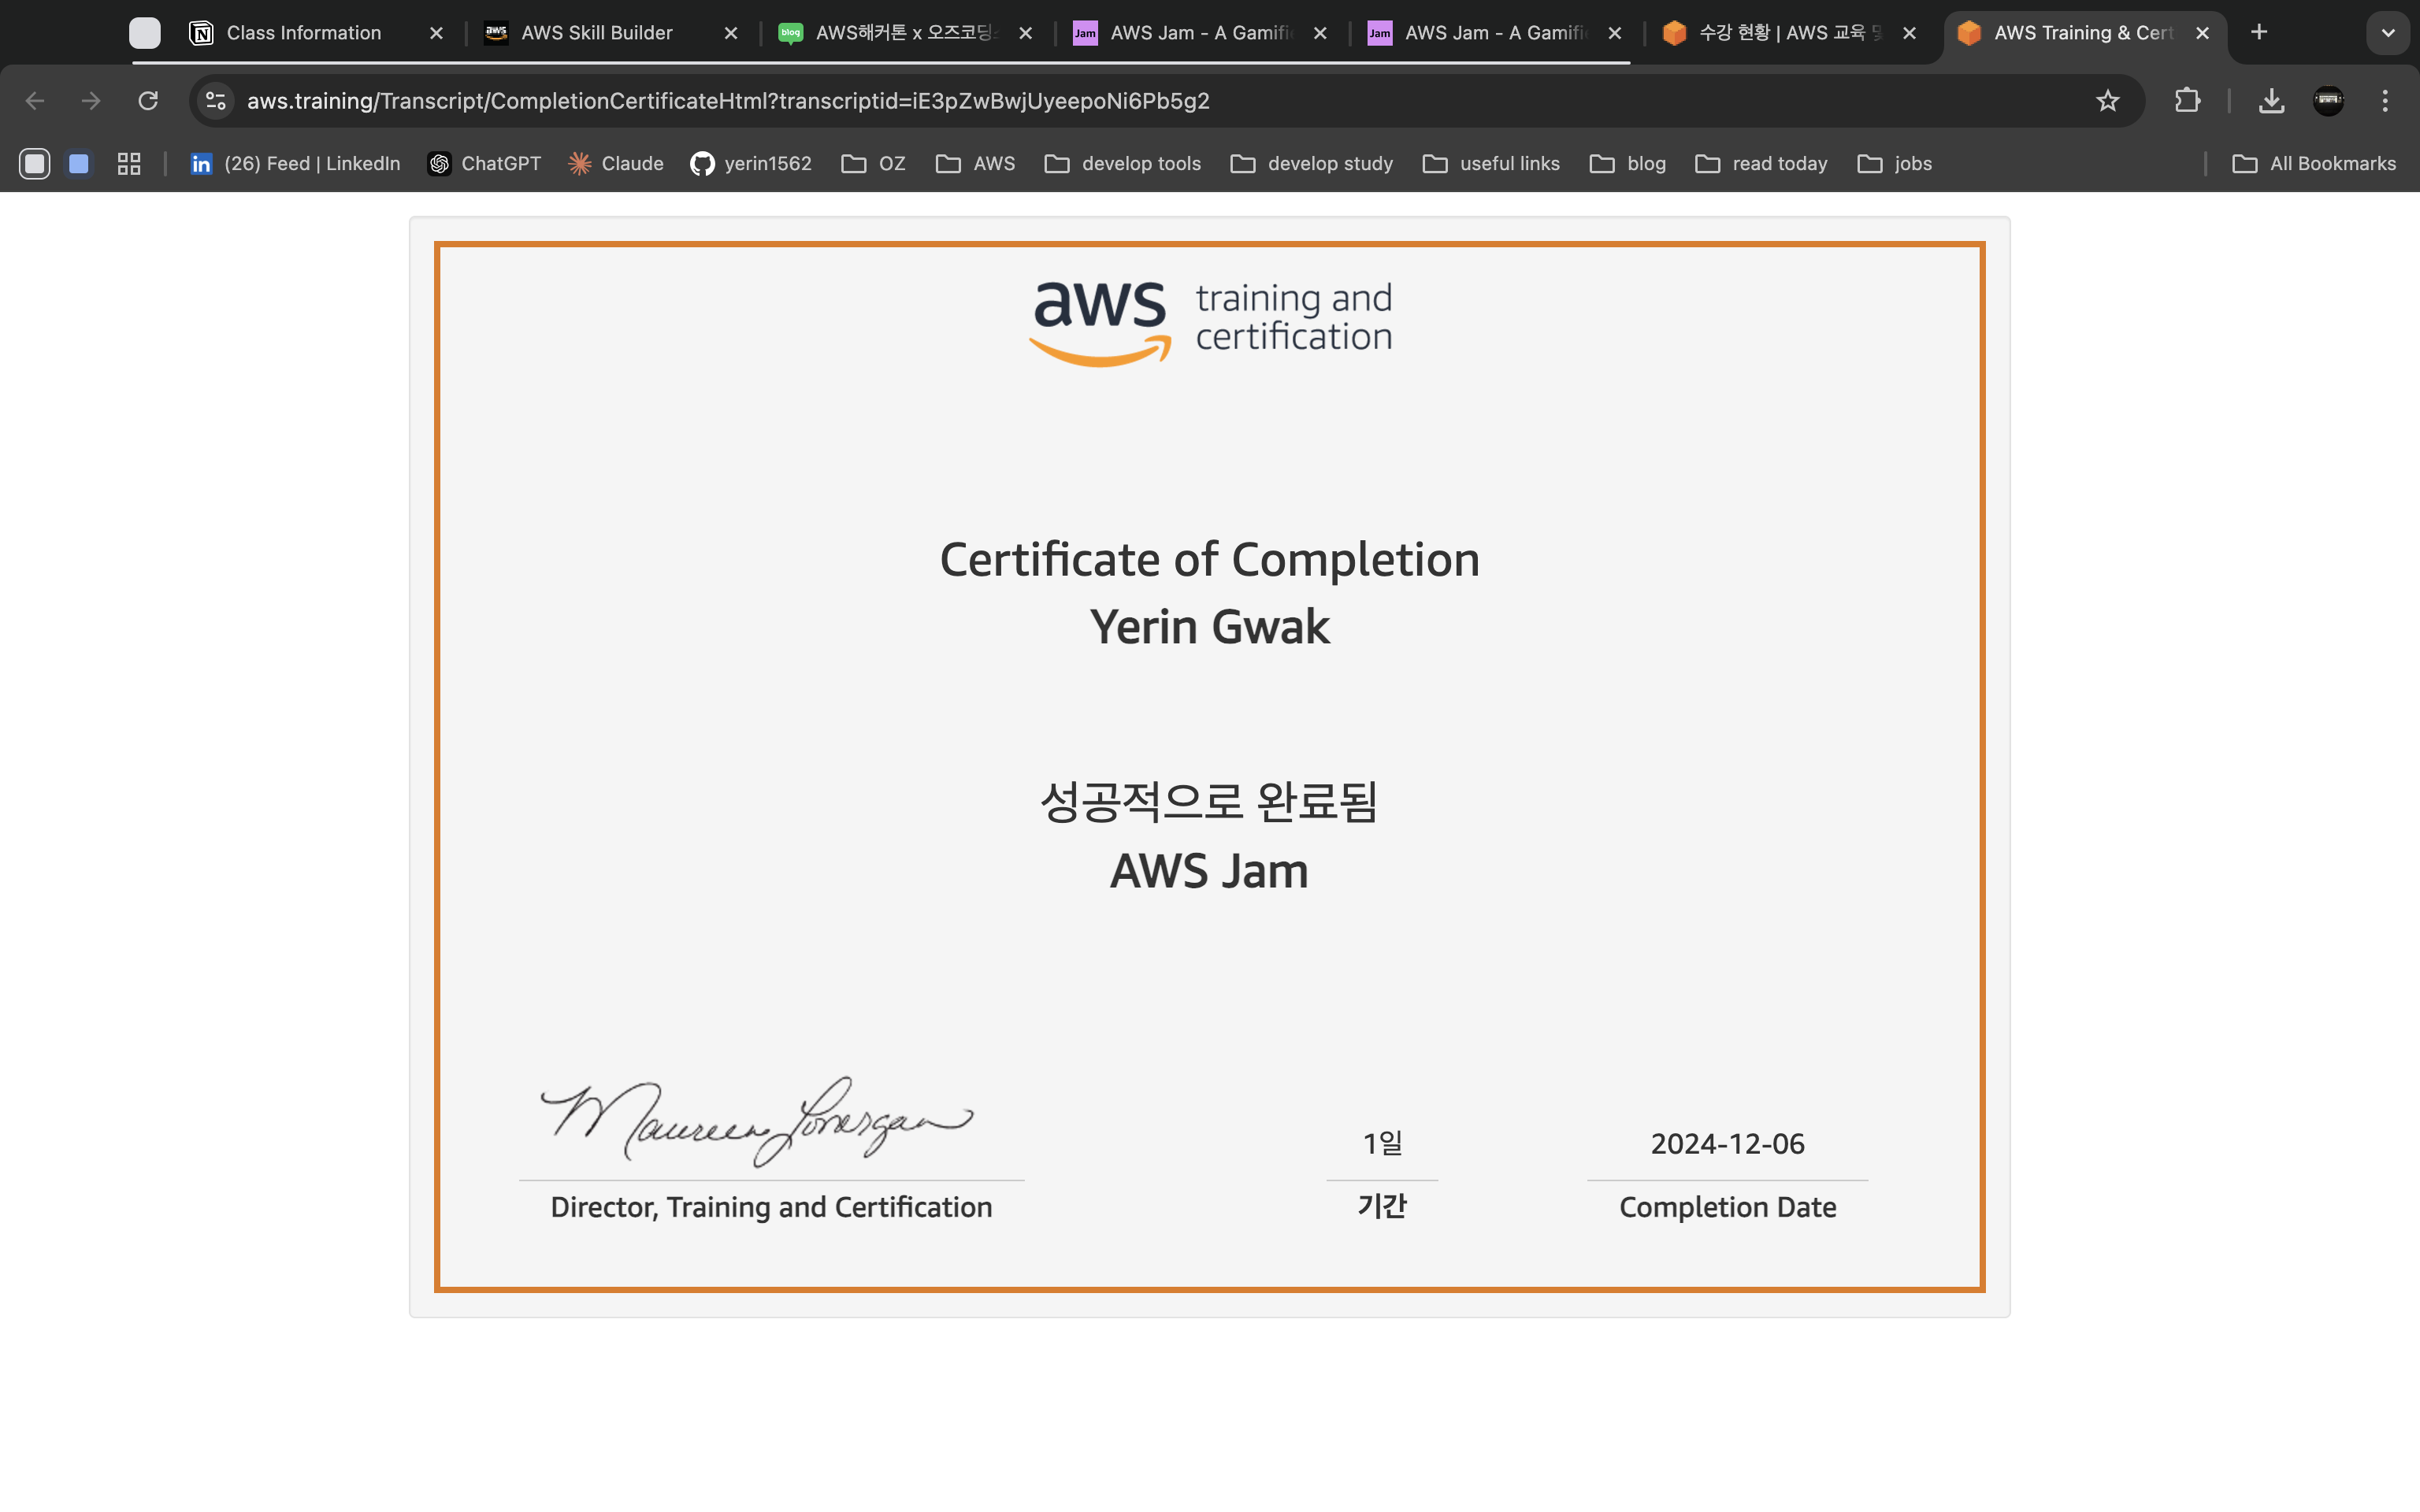 Class Information
AWS Skill Builder
AWS해커톤 x 오즈코딩
AWS Jam - A Gamifi
AWS Jam - A Gamifi
수강 현황 | AWS 교육 및
AWS Training & Cert
aws.training/Transcript/CompletionCertificateHtml?transcriptid=iE3pZwBwjUyeepoNi6Pb5g2
(26) Feed | LinkedIn
ChatGPT
Claude
yerin1562
OZ
AWS
develop tools
develop study
useful links
blog
read today
jobs
All Bookmarks
aws training and
certification
Certificate of Completion
Yerin Gwak
성공적으로 완료됨
AWS Jam
Maureen Lonergan
1일
2024-12-06
Director, Training and Certification
기간
Completion Date